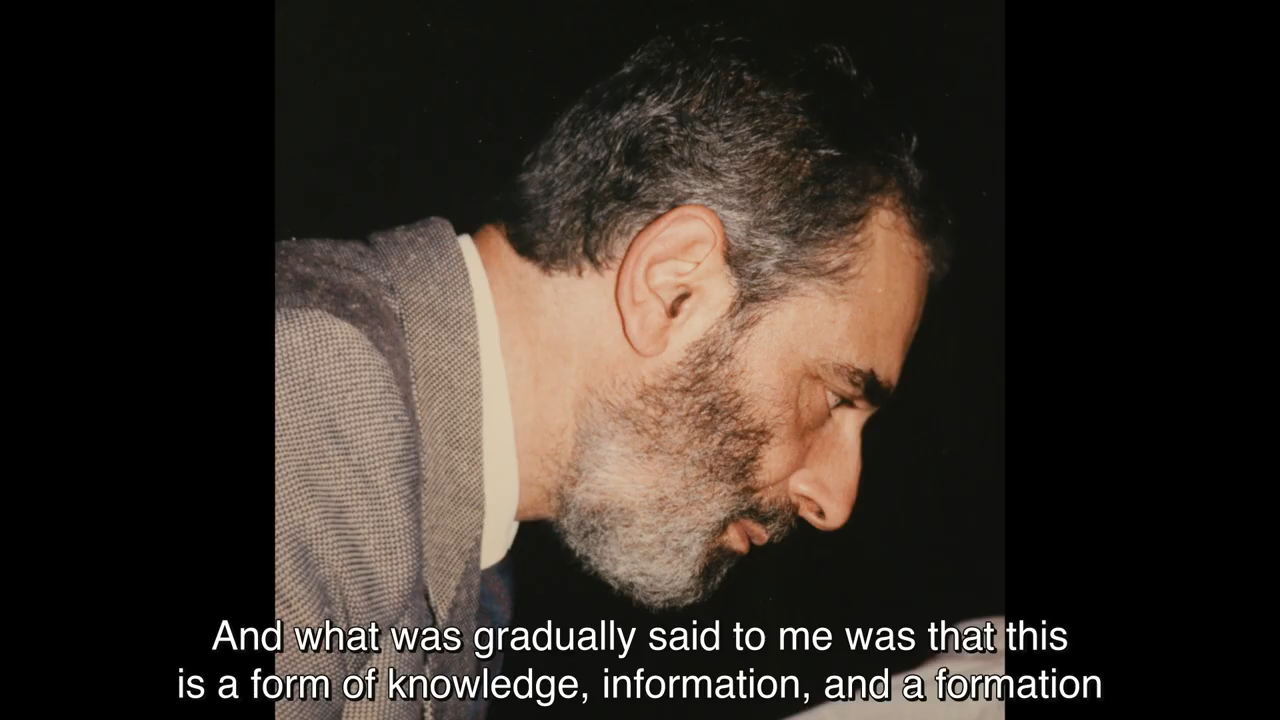 And what was gradually said to me was that this
is a form of knowledge, information, and a formation